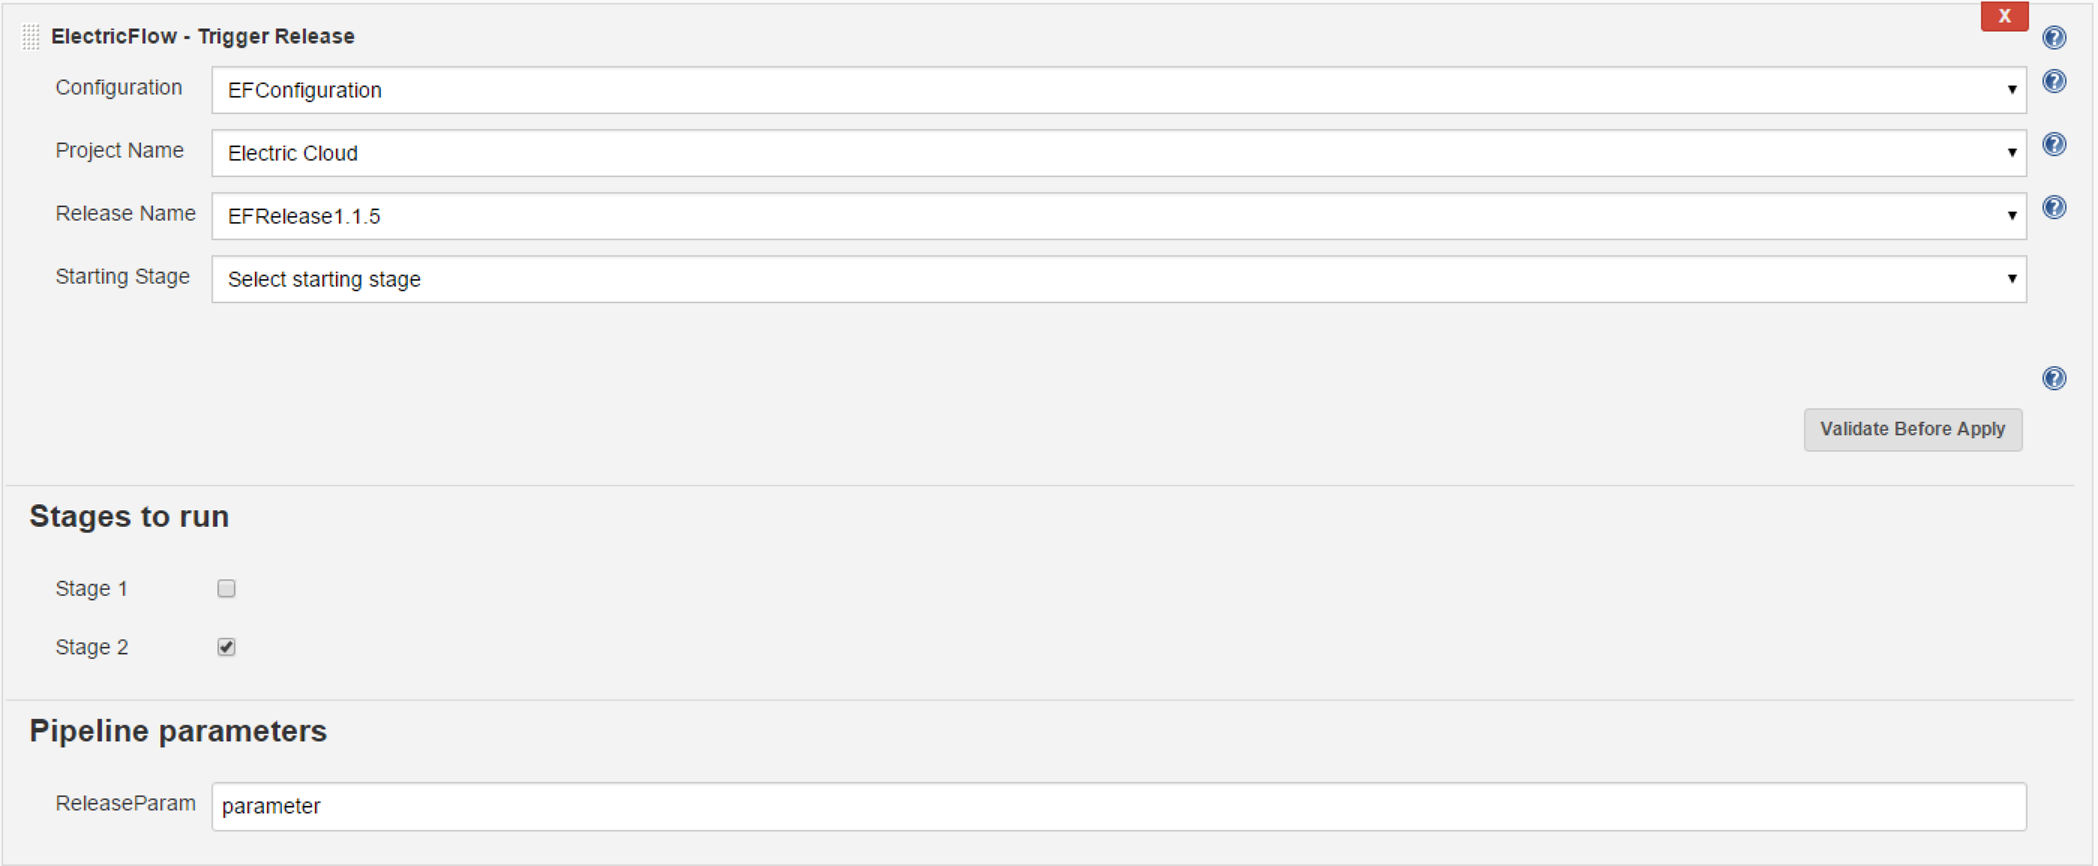 ElectricFlow - Trigger Release
X
?
Configuration EFConfiguration
?
Project Name Electric Cloud
?
Release Name EFRelease1.1.5
?
Starting Stage Select starting stage
?
Validate Before Apply
Stages to run
Stage 1
Stage 2
Pipeline parameters
ReleaseParam parameter